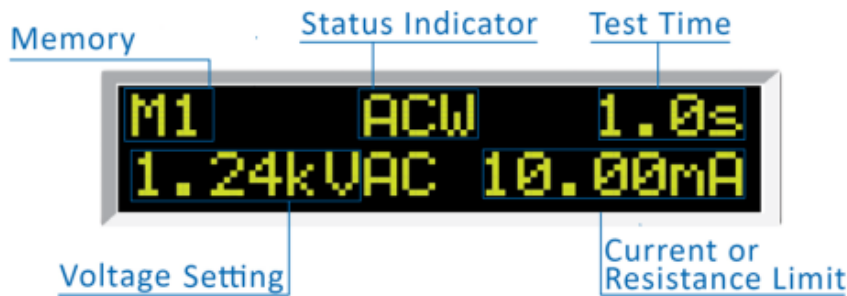 Memory
Status Indicator
Test Time
M1 ACW 1.0s
1.24kVAC 10.00mA
Voltage Setting
Current or
Resistance Limit